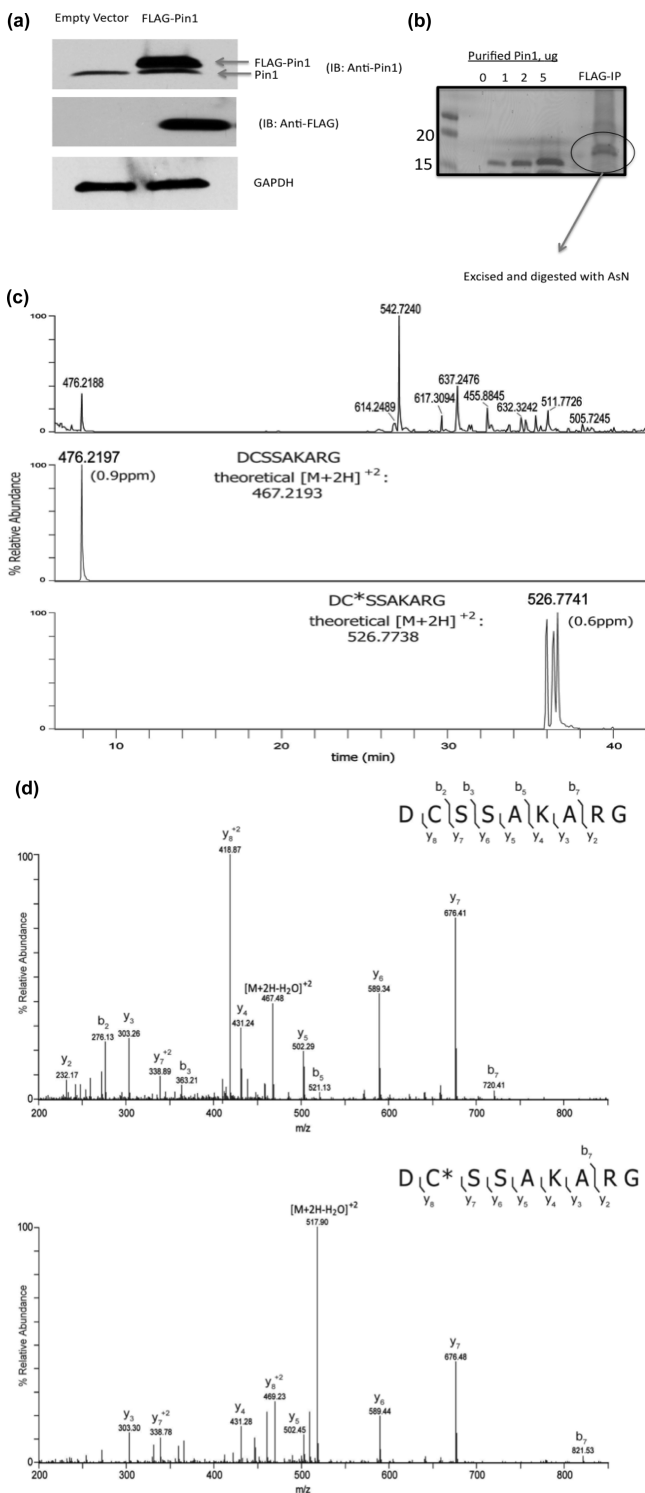 (a)
Empty Vector FLAG-Pin1
FLAG-Pin1
Pin1
(IB: Anti-Pin1)
(IB: Anti-FLAG)
GAPDH
(b)
Purified Pin1, ug
0 1 2 5 FLAG-IP
20
15
Excised and digested with AsN
(c)
100
50
0
476.2188
542.7240
614.2489
617.3094
637.2476
455.8845
632.3242
511.7726
505.7245
% Relative Abundance
100
50
0
476.2197
(0.9ppm)
DCSSAKARG
theoretical [M+2H] +2 :
467.2193
100
50
0
DC*SSAKARG
theoretical [M+2H] +2 :
526.7738
526.7741
(0.6ppm)
10 20 30 40
time (min)
(d)
b2 b3 b5 b7
D C S S A K A R G
y8 y7 y6 y5 y4 y3 y2
% Relative Abundance
100
50
0
y2
232.17
b2
276.13
y3
303.26
y7+2
338.89
b3
363.21
y8+2
418.87
y4
431.24
[M+2H-H2O]+2
467.48
y5
502.29
b5
521.13
y6
589.34
y7
676.41
b7
720.41
200 300 400 500 600 700 800
m/z
b7
D C* S S A K A R G
y8 y7 y6 y5 y4 y3 y2
% Relative Abundance
100
50
0
y3
303.30
y7+2
338.78
y4
431.28
y8+2
469.23
y5
502.45
[M+2H-H2O]+2
517.90
y6
589.44
y7
676.48
b7
821.53
200 300 400 500 600 700 800
m/z